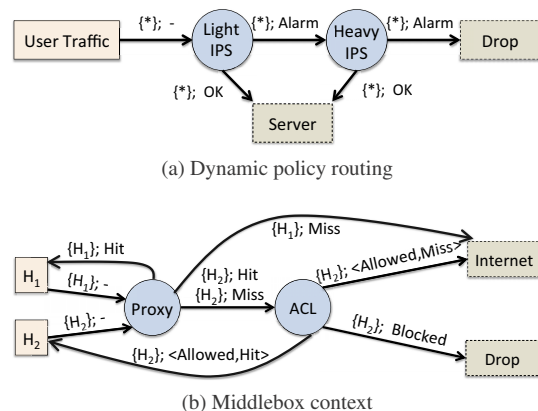 User Traffic
{*}; -
Light IPS
{*}; Alarm
Heavy IPS
{*}; Alarm
Drop
{*}; OK
{*}; OK
Server
(a) Dynamic policy routing
{H₁}; Hit
{H₁}; Miss
H₁
{H₁}; -
{H₂}; -
H₂
Proxy
{H₂}; Hit
{H₂}; Miss
ACL
{H₂}; <Allowed,Miss>
Internet
{H₂}; <Allowed,Hit>
{H₂}; Blocked
Drop
(b) Middlebox context